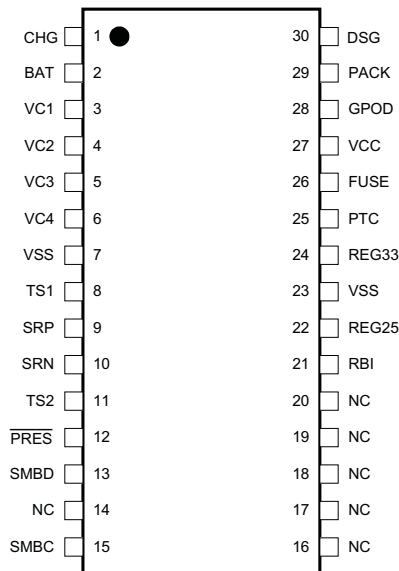 CHG 1 30 DSG
BAT 2 29 PACK
VC1 3 28 GPOD
VC2 4 27 VCC
VC3 5 26 FUSE
VC4 6 25 PTC
VSS 7 24 REG33
TS1 8 23 VSS
SRP 9 22 REG25
SRN 10 21 RBI
TS2 11 20 NC
PRES 12 19 NC
SMBD 13 18 NC
NC 14 17 NC
SMBC 15 16 NC